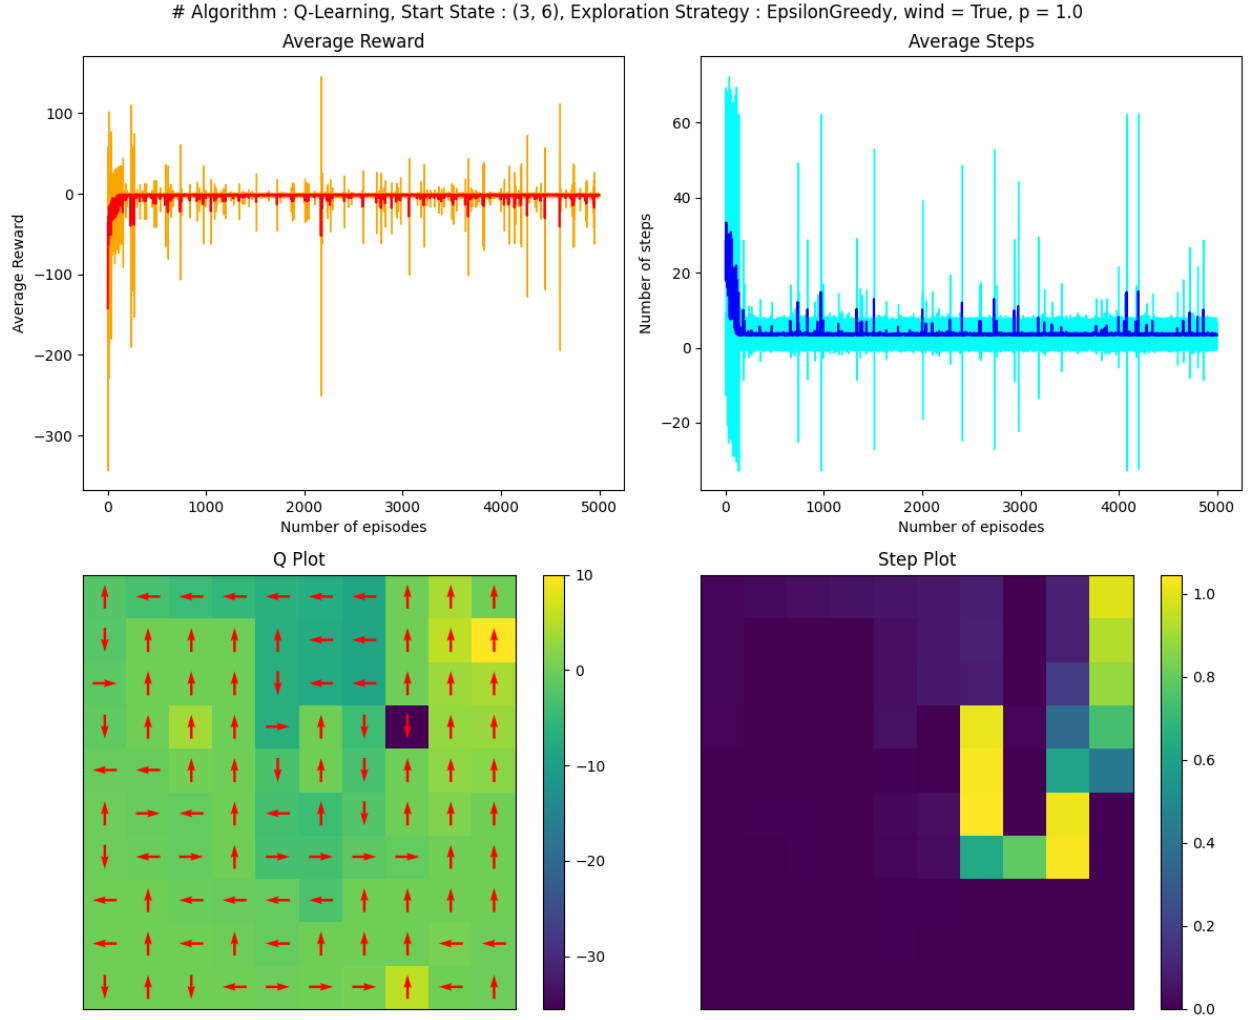 # Algorithm : Q-Learning, Start State : (3, 6), Exploration Strategy : EpsilonGreedy, wind = True, p = 1.0
Average Reward
Average Steps
100
0
−100
−200
−300
Average Reward
60
40
20
0
−20
Number of steps
0 1000 2000 3000 4000 5000
Number of episodes
0 1000 2000 3000 4000 5000
Number of episodes
Q Plot
Step Plot
10
0
−10
−20
−30
1.0
0.8
0.6
0.4
0.2
0.0